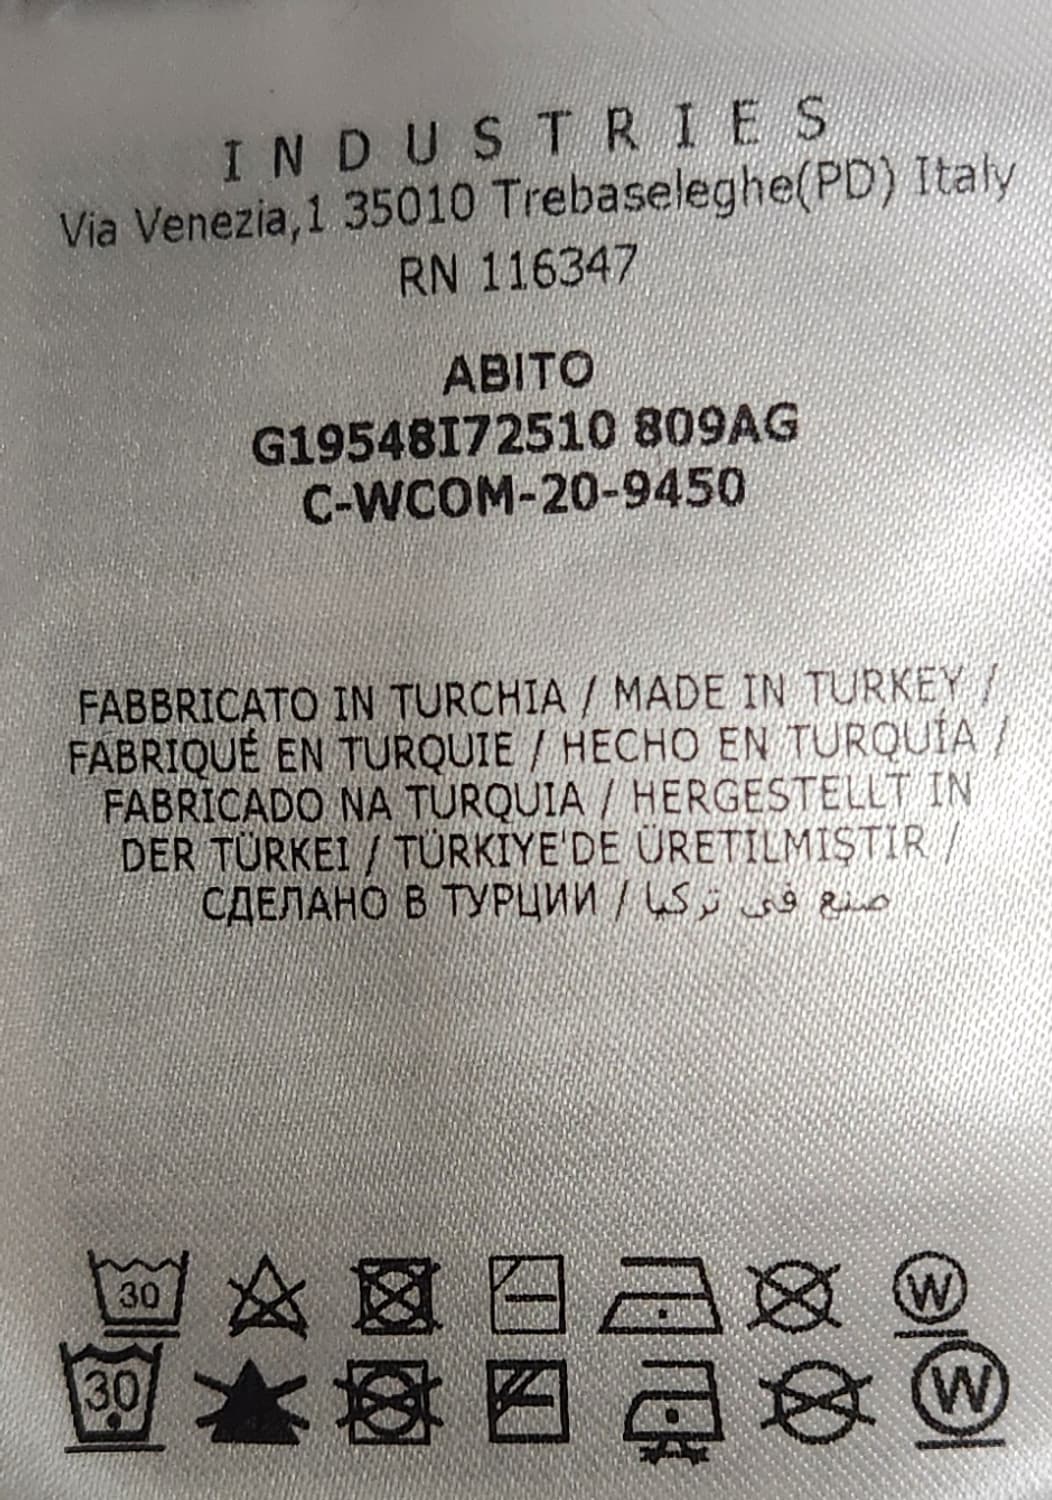 INDUSTRIES
Via Venezia,1 35010 Trebaseleghe(PD) Italy
RN 116347
ABITO
G19548I72510 809AG
C-WCOM-20-9450
FABBRICATO IN TURCHIA / MADE IN TURKEY /
FABRIQUÉ EN TURQUIE / HECHO EN TURQUÍA /
FABRICADO NA TURQUIA / HERGESTELLT IN
DER TÜRKEI / TÜRKIYE'DE ÜRETILMIŞTIR /
СДЕЛАНО В ТУРЦИИ / صنع في تركيا
30 W
30 W